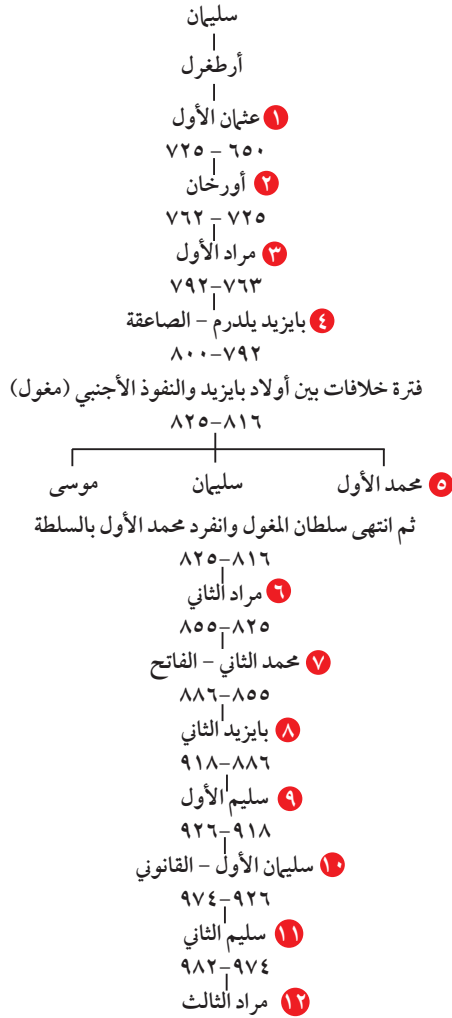 سليمان
أرطغرل
١ عثمان الأول
٦٥٠ – ٧٢٥
٢ أورخان
٧٢٥ – ٧٦٢
٣ مراد الأول
٧٦٣–٧٩٢
٤ بايزيد يلدرم – الصاعقة
٧٩٢–٨٠٠
فترة خلافات بين أولاد بايزيد والنفوذ الأجنبي (مغول)
٨١٦–٨٢٥
٥ محمد الأول سليمان موسى
ثم انتهى سلطان المغول وانفرد محمد الأول بالسلطة
٨١٦–٨٢٥
٦ مراد الثاني
٨٢٥–٨٥٥
٧ محمد الثاني – الفاتح
٨٥٥–٨٨٦
٨ بايزيد الثاني
٨٨٦–٩١٨
٩ سليم الأول
٩١٨–٩٢٦
١٠ سليمان الأول – القانوني
٩٢٦–٩٧٤
١١ سليم الثاني
٩٧٤–٩٨٢
١٢ مراد الثالث